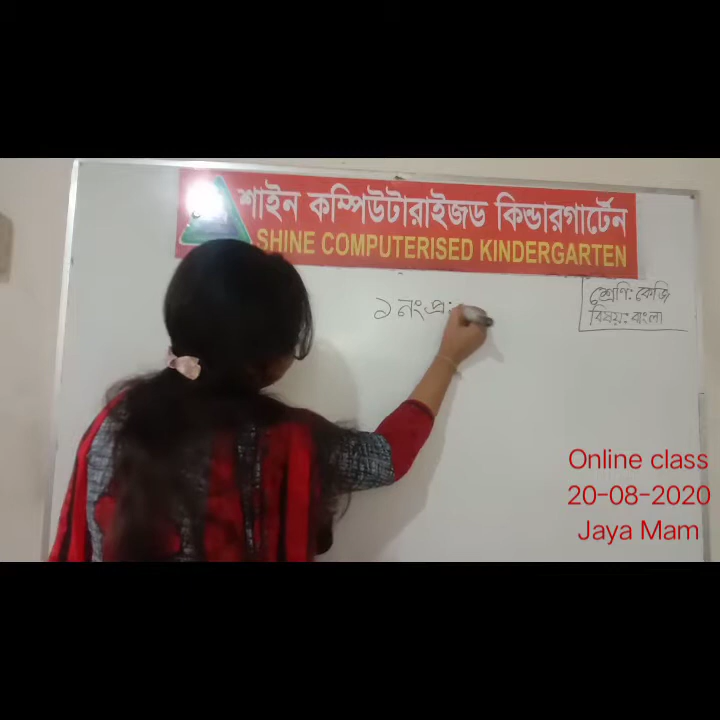 শাইন কম্পিউটারাইজড কিন্ডারগার্টেন
SHINE COMPUTERISED KINDERGARTEN
১ নং প্র:
শ্রেণি: কেজি
বিষয়: বাংলা
Online class
20-08-2020
Jaya Mam